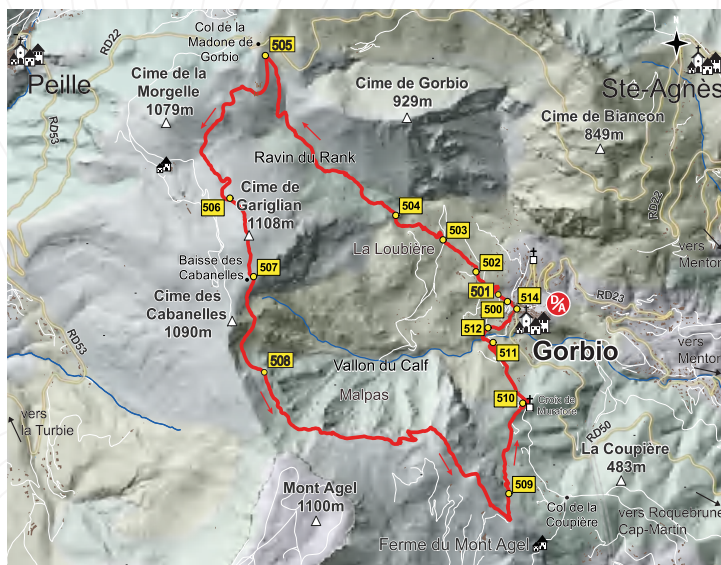 Col de la
Madone de
Gorbio
RD22
505
Peille
Ste-Agnès
N
Cime de la
Morgelle
1079m
Cime de Gorbio
929m
Cime de Biancon
849m
RD53
Ravin du Rank
RD22
506
Cime de
Gariglian
1108m
504
503
La Loubière
vers
Menton
502
Baisse des
Cabanelles
507
501
500
514
D/A
RD23
Cime des
Cabanelles
1090m
512
511
Gorbio
vers
Menton
RD53
508
Vallon du Calf
Malpas
510
Croix de
Muratore
vers
la Turbie
RD50
La Coupière
483m
Mont Agel
1100m
509
Col de la
Coupière
vers Roquebrune
Cap-Martin
Ferme du Mont Agel